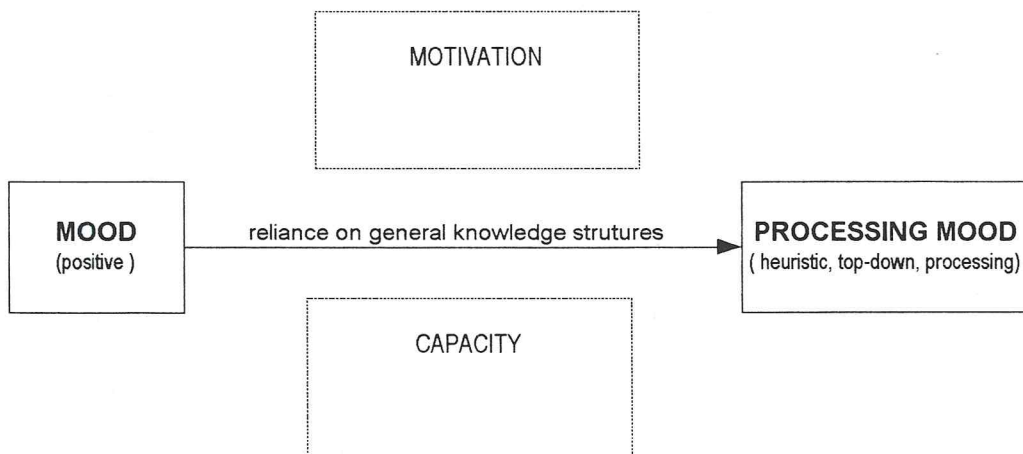 MOTIVATION
MOOD
(positive )
reliance on general knowledge strutures
PROCESSING MOOD
( heuristic, top-down, processing)
CAPACITY